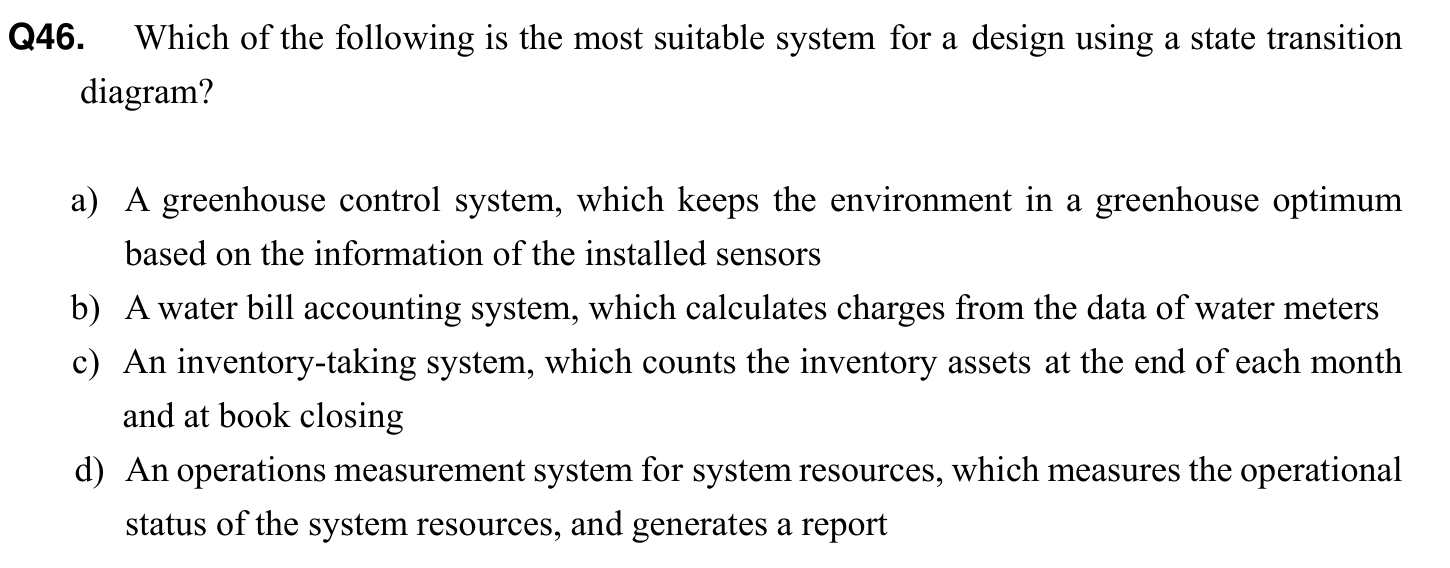 Q46. Which of the following is the most suitable system for a design using a state transition
diagram?
a) A greenhouse control system, which keeps the environment in a greenhouse optimum
based on the information of the installed sensors
b) A water bill accounting system, which calculates charges from the data of water meters
c) An inventory-taking system, which counts the inventory assets at the end of each month
and at book closing
d) An operations measurement system for system resources, which measures the operational
status of the system resources, and generates a report